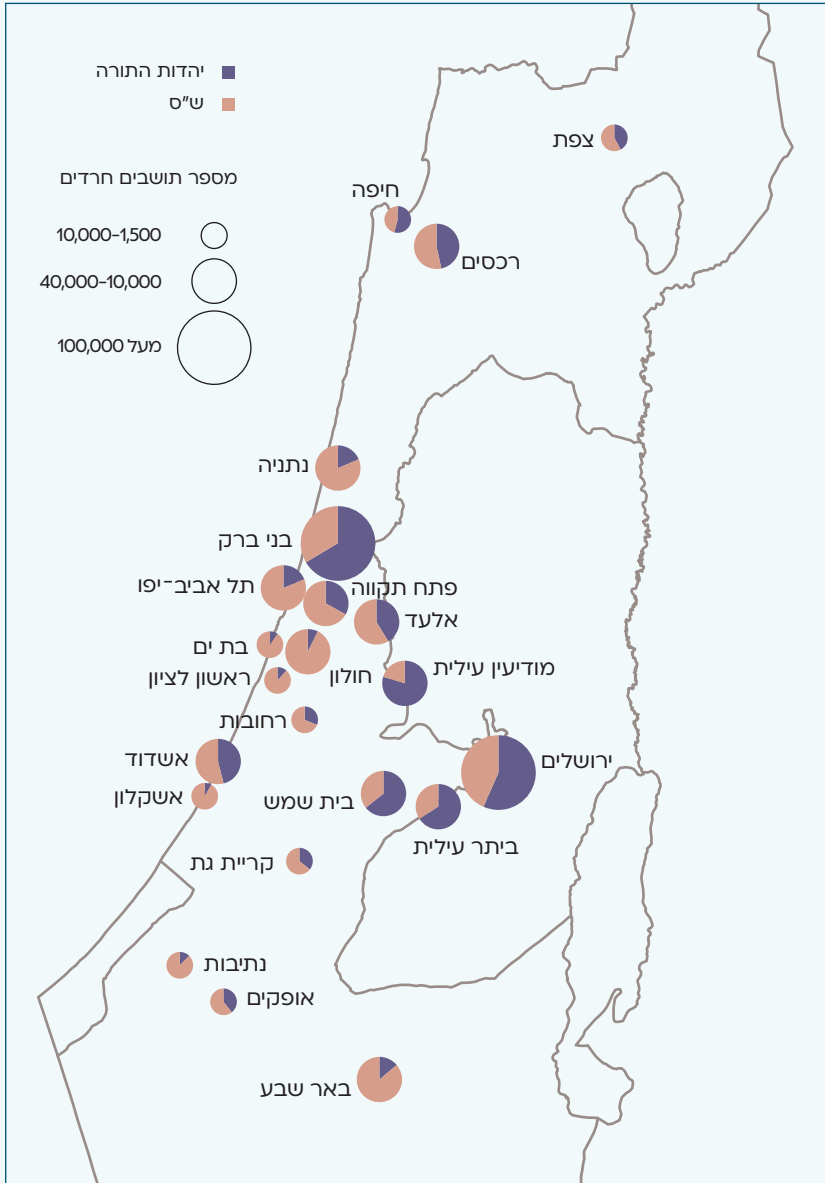 יהדות התורה
ש"ס
מספר תושבים חרדים
10,000-1,500
40,000-10,000
מעל 100,000
צפת
חיפה
רכסים
נתניה
בני ברק
תל אביב-יפו
פתח תקווה
אלעד
בת ים
חולון
מודיעין עילית
ראשון לציון
רחובות
אשדוד
ירושלים
אשקלון
בית שמש
ביתר עילית
קריית גת
נתיבות
אופקים
באר שבע